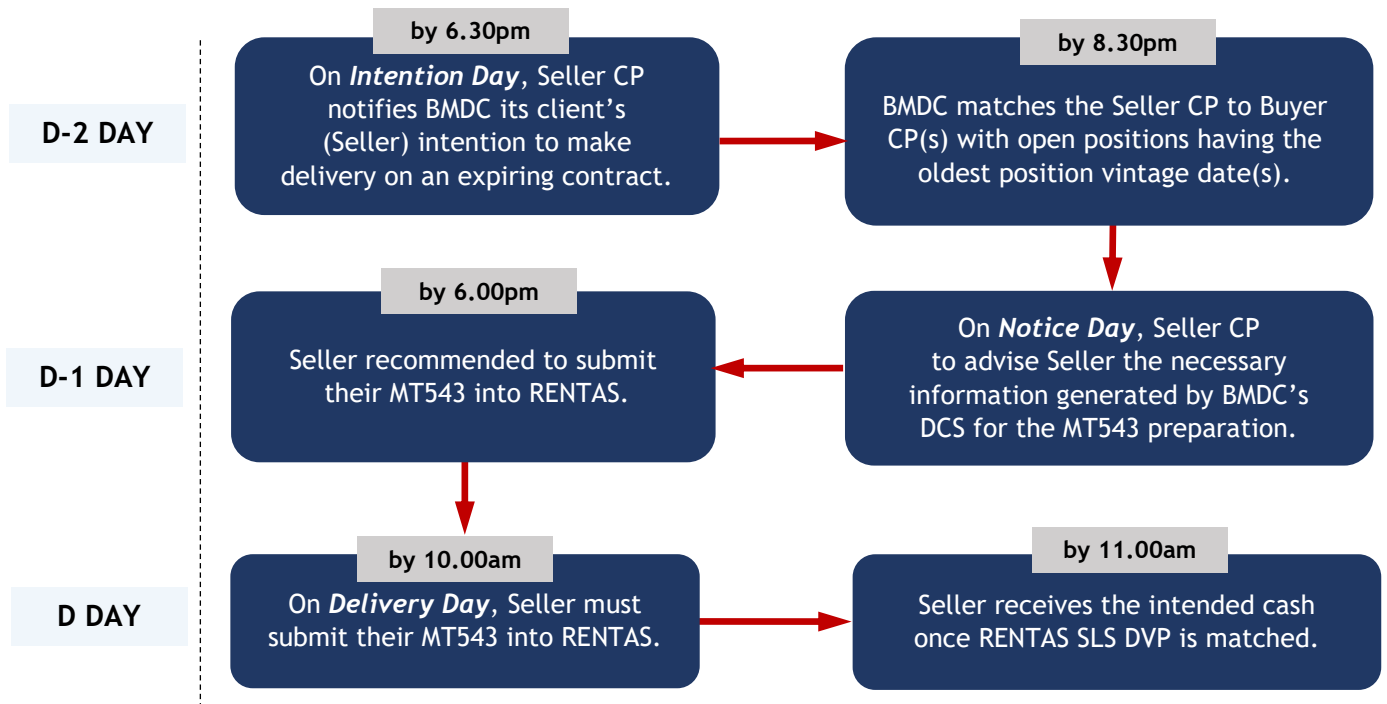 by 6.30pm
by 8.30pm
D-2 DAY
On Intention Day, Seller CP
notifies BMDC its client’s
(Seller) intention to make
delivery on an expiring contract.
BMDC matches the Seller CP to Buyer
CP(s) with open positions having the
oldest position vintage date(s).
D-1 DAY
On Notice Day, Seller CP
to advise Seller the necessary
information generated by BMDC’s
DCS for the MT543 preparation.
by 6.00pm
Seller recommended to submit
their MT543 into RENTAS.
D DAY
by 10.00am
On Delivery Day, Seller must
submit their MT543 into RENTAS.
by 11.00am
Seller receives the intended cash
once RENTAS SLS DVP is matched.